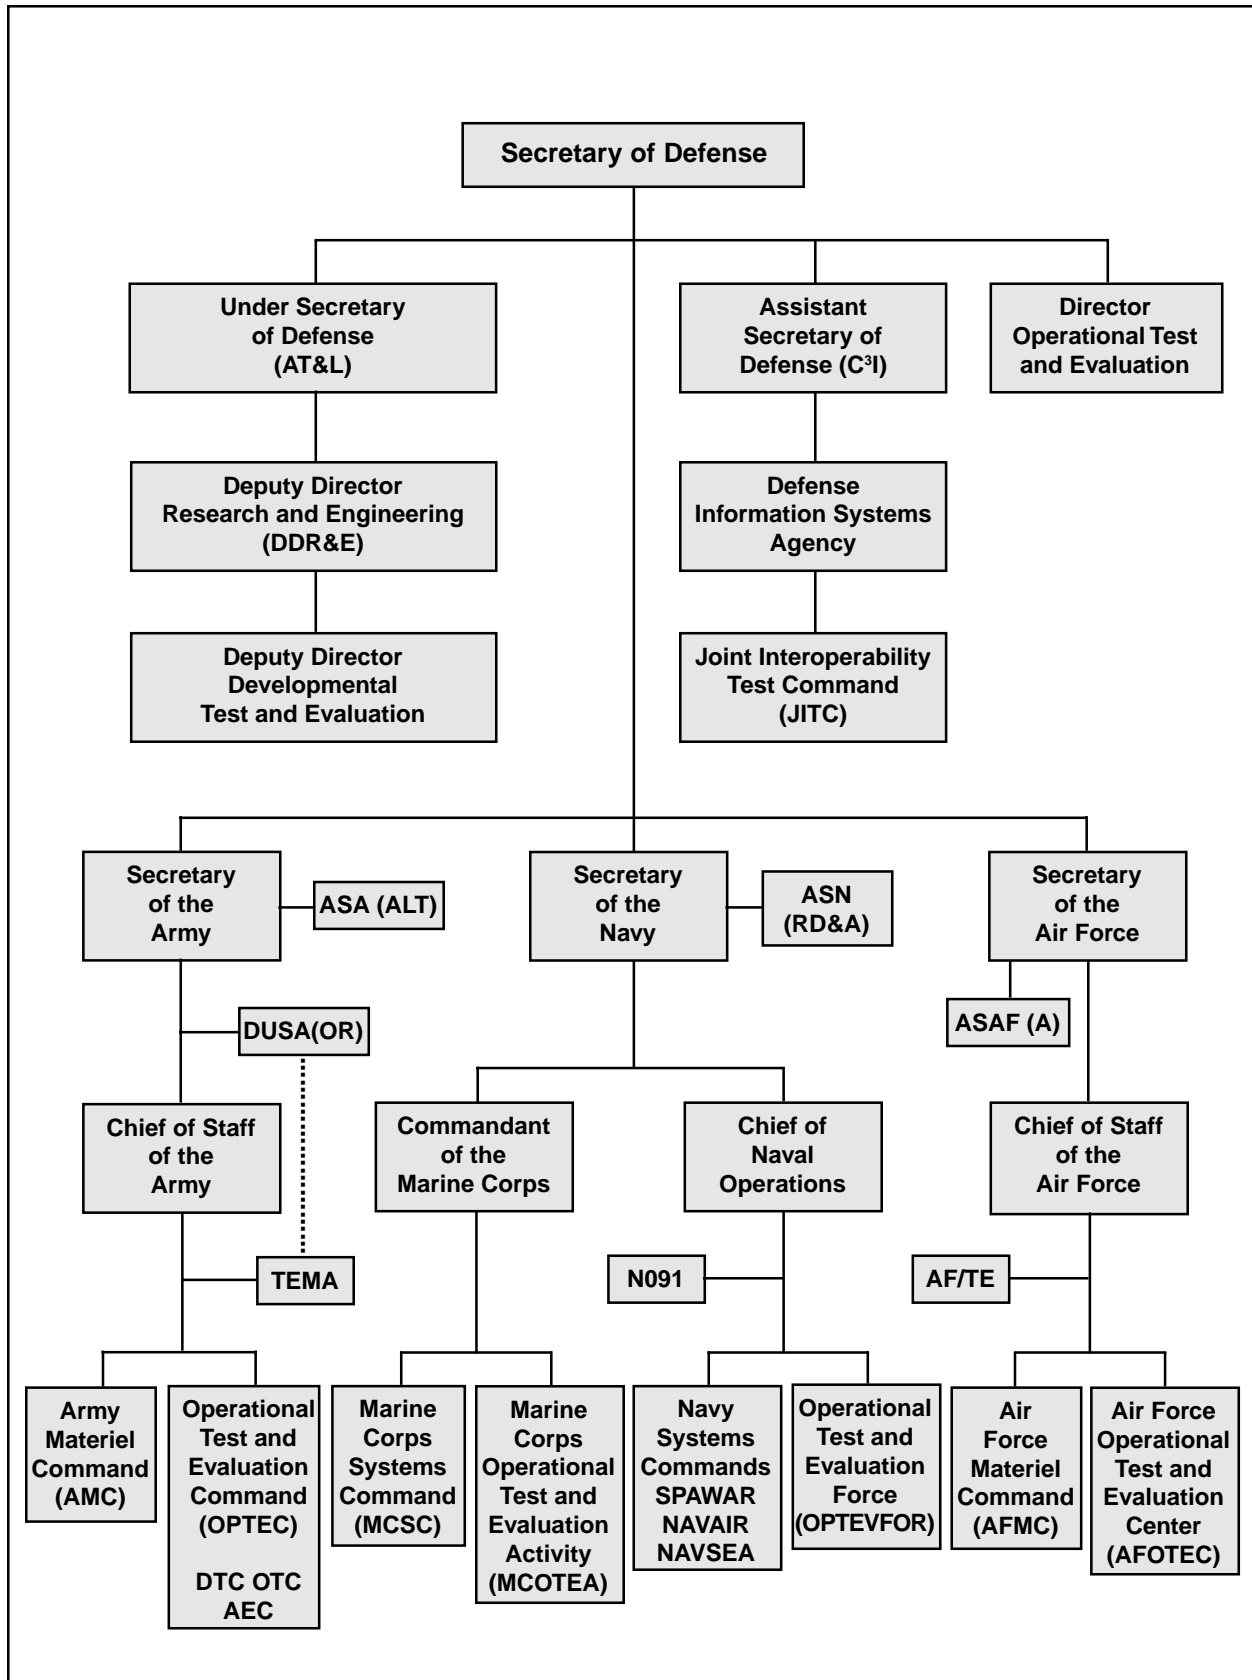 Secretary of Defense
Under Secretary
of Defense
(AT&L)
Assistant
Secretary of
Defense (C³I)
Director
Operational Test
and Evaluation
Deputy Director
Research and Engineering
(DDR&E)
Defense
Information Systems
Agency
Deputy Director
Developmental
Test and Evaluation
Joint Interoperability
Test Command
(JITC)
Secretary
of the
Army
ASA (ALT)
Secretary
of the
Navy
ASN
(RD&A)
Secretary
of the
Air Force
DUSA(OR)
ASAF (A)
Chief of Staff
of the
Army
Commandant
of the
Marine Corps
Chief of
Naval
Operations
Chief of Staff
of the
Air Force
TEMA
N091
AF/TE
Army
Materiel
Command
(AMC)
Operational
Test and
Evaluation
Command
(OPTEC)
DTC OTC
AEC
Marine
Corps
Systems
Command
(MCSC)
Marine
Corps
Operational
Test and
Evaluation
Activity
(MCOTEA)
Navy
Systems
Commands
SPAWAR
NAVAIR
NAVSEA
Operational
Test and
Evaluation
Force
(OPTEVFOR)
Air
Force
Materiel
Command
(AFMC)
Air Force
Operational
Test and
Evaluation
Center
(AFOTEC)